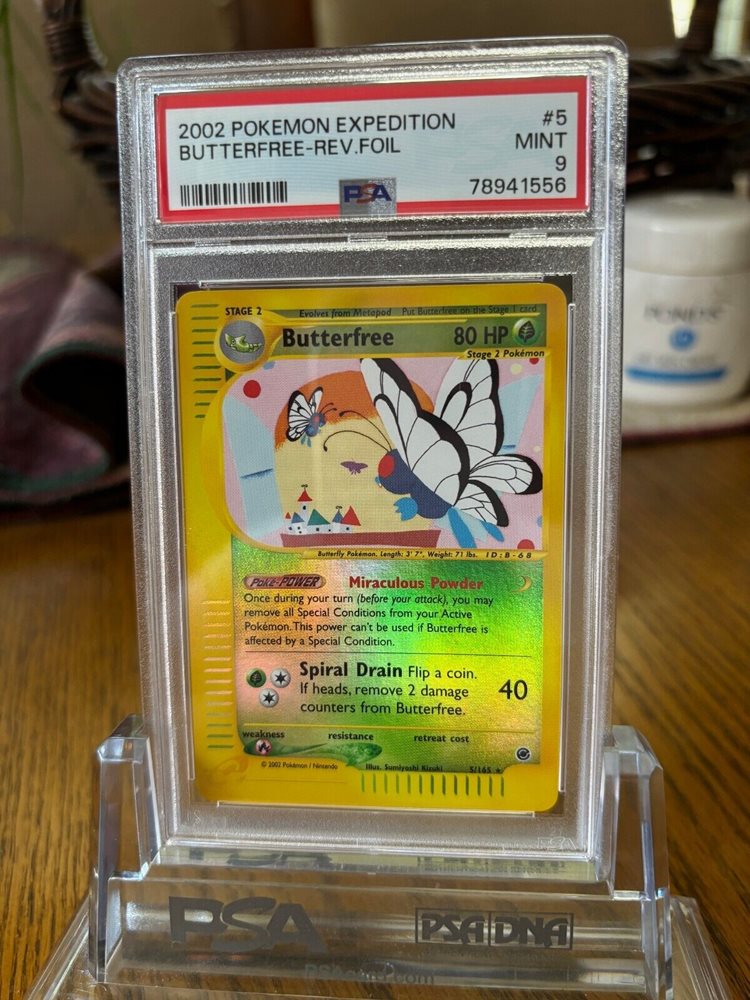 2002 POKEMON EXPEDITION #5
BUTTERFREE-REV.FOIL MINT
9
PSA 78941556
STAGE 2 Evolves from Metapod Put Butterfree on the Stage 1 card
Butterfree 80 HP
Stage 2 Pokémon
Butterfly Pokémon. Length: 3' 7", Weight: 71 lbs. ID: B-68
Poké-POWER Miraculous Powder
Once during your turn (before your attack), you may
remove all Special Conditions from your Active
Pokémon. This power can't be used if Butterfree is
affected by a Special Condition.
Spiral Drain Flip a coin.
If heads, remove 2 damage 40
counters from Butterfree.
weakness resistance retreat cost
© 2002 Pokémon / Nintendo Illus. Sumiyoshi Kizuki 5/165 ★
PSA PSA DNA
PSAcard.com
POND'S